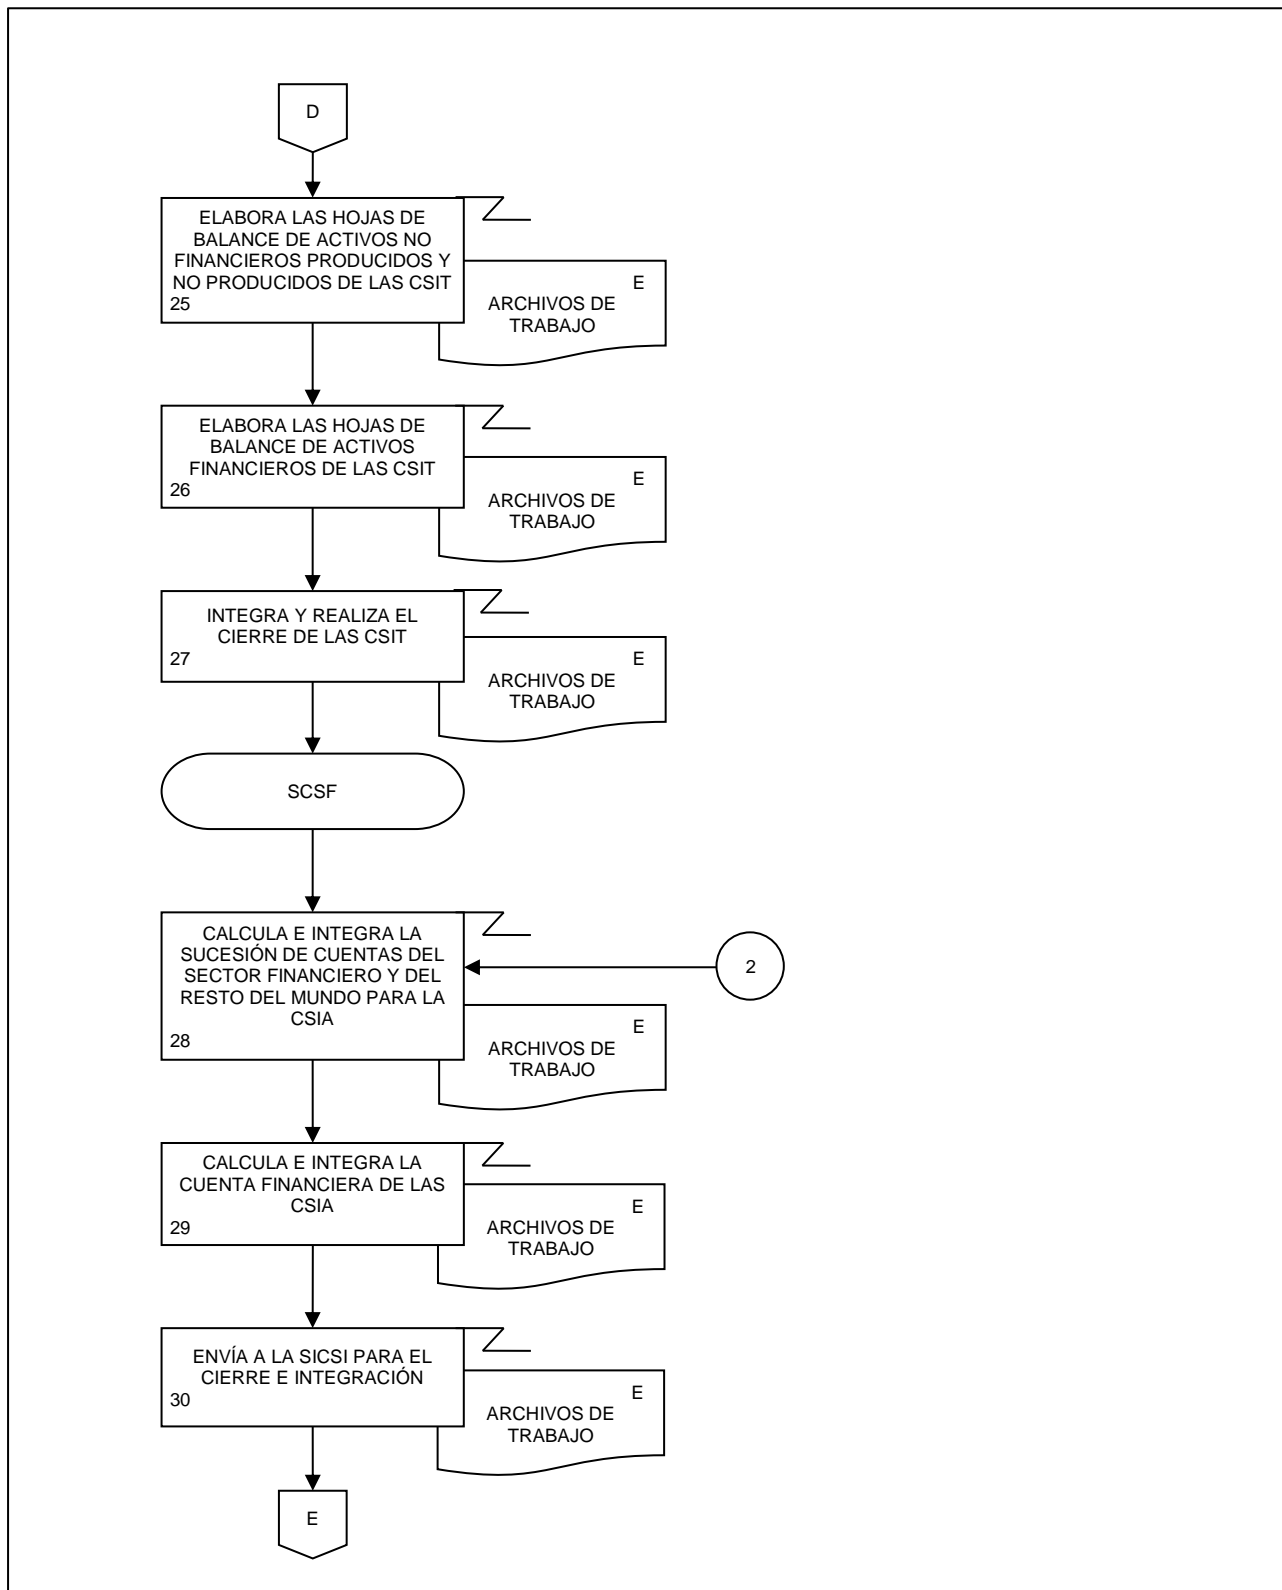 D
ELABORA LAS HOJAS DE
BALANCE DE ACTIVOS NO
FINANCIEROS PRODUCIDOS Y
NO PRODUCIDOS DE LAS CSIT
25
E
ARCHIVOS DE
TRABAJO
ELABORA LAS HOJAS DE
BALANCE DE ACTIVOS
FINANCIEROS DE LAS CSIT
26
E
ARCHIVOS DE
TRABAJO
INTEGRA Y REALIZA EL
CIERRE DE LAS CSIT
27
E
ARCHIVOS DE
TRABAJO
SCSF
CALCULA E INTEGRA LA
SUCESIÓN DE CUENTAS DEL
SECTOR FINANCIERO Y DEL
RESTO DEL MUNDO PARA LA
CSIA
28
2
E
ARCHIVOS DE
TRABAJO
CALCULA E INTEGRA LA
CUENTA FINANCIERA DE LAS
CSIA
29
E
ARCHIVOS DE
TRABAJO
ENVÍA A LA SICSI PARA EL
CIERRE E INTEGRACIÓN
30
E
ARCHIVOS DE
TRABAJO
E